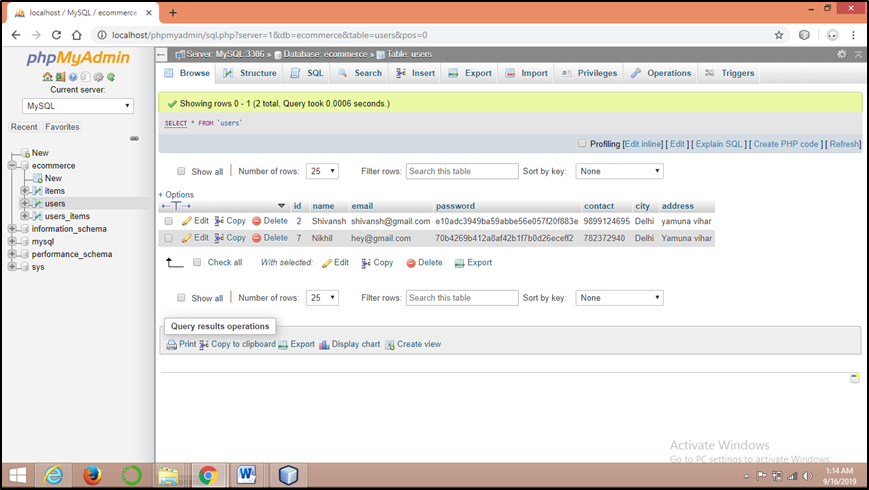 localhost / MySQL / ecommerce
localhost/phpmyadmin/sql.php?server=1&db=ecommerce&table=users&pos=0
phpMyAdmin
Current server:
MySQL
Recent Favorites
New
ecommerce
New
items
users
users_items
information_schema
mysql
performance_schema
sys
Server: MySQL:3306 » Database: ecommerce » Table: users
Browse Structure SQL Search Insert Export Import Privileges Operations Triggers
Showing rows 0 - 1 (2 total, Query took 0.0006 seconds.)
SELECT * FROM `users`
Profiling [Edit inline] [ Edit ] [ Explain SQL ] [ Create PHP code ] [ Refresh]
Show all Number of rows: 25 Filter rows: Search this table Sort by key: None
+ Options
←T→ id name email password contact city address
Edit Copy Delete 2 Shivansh shivansh@gmail.com e10adc3949ba59abbe56e057f20f883e 9899124695 Delhi yamuna vihar
Edit Copy Delete 7 Nikhil hey@gmail.com 70b4269b412a8af42b1f7b0d26eceff2 782372940 Delhi Yamuna vihar
Check all With selected: Edit Copy Delete Export
Show all Number of rows: 25 Filter rows: Search this table Sort by key: None
Query results operations
Print Copy to clipboard Export Display chart Create view
Activate Windows
Go to PC settings to activate Windows.
1:14 AM
9/16/2019